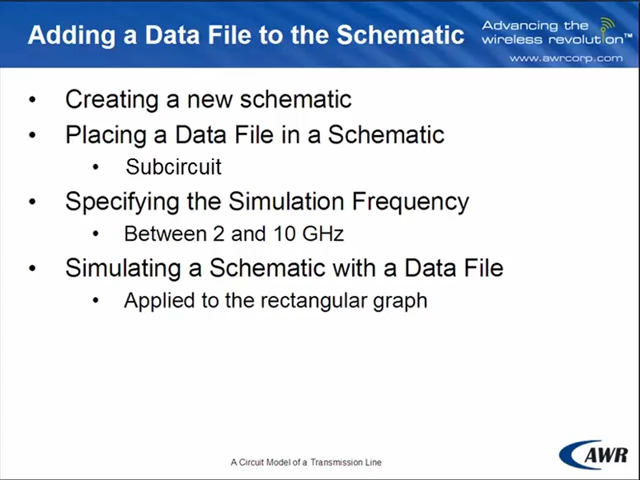 Adding a Data File to the Schematic
Advancing the
wireless revolution™
www.awrcorp.com
• Creating a new schematic
• Placing a Data File in a Schematic
• Subcircuit
• Specifying the Simulation Frequency
• Between 2 and 10 GHz
• Simulating a Schematic with a Data File
• Applied to the rectangular graph
A Circuit Model of a Transmission Line
AWR